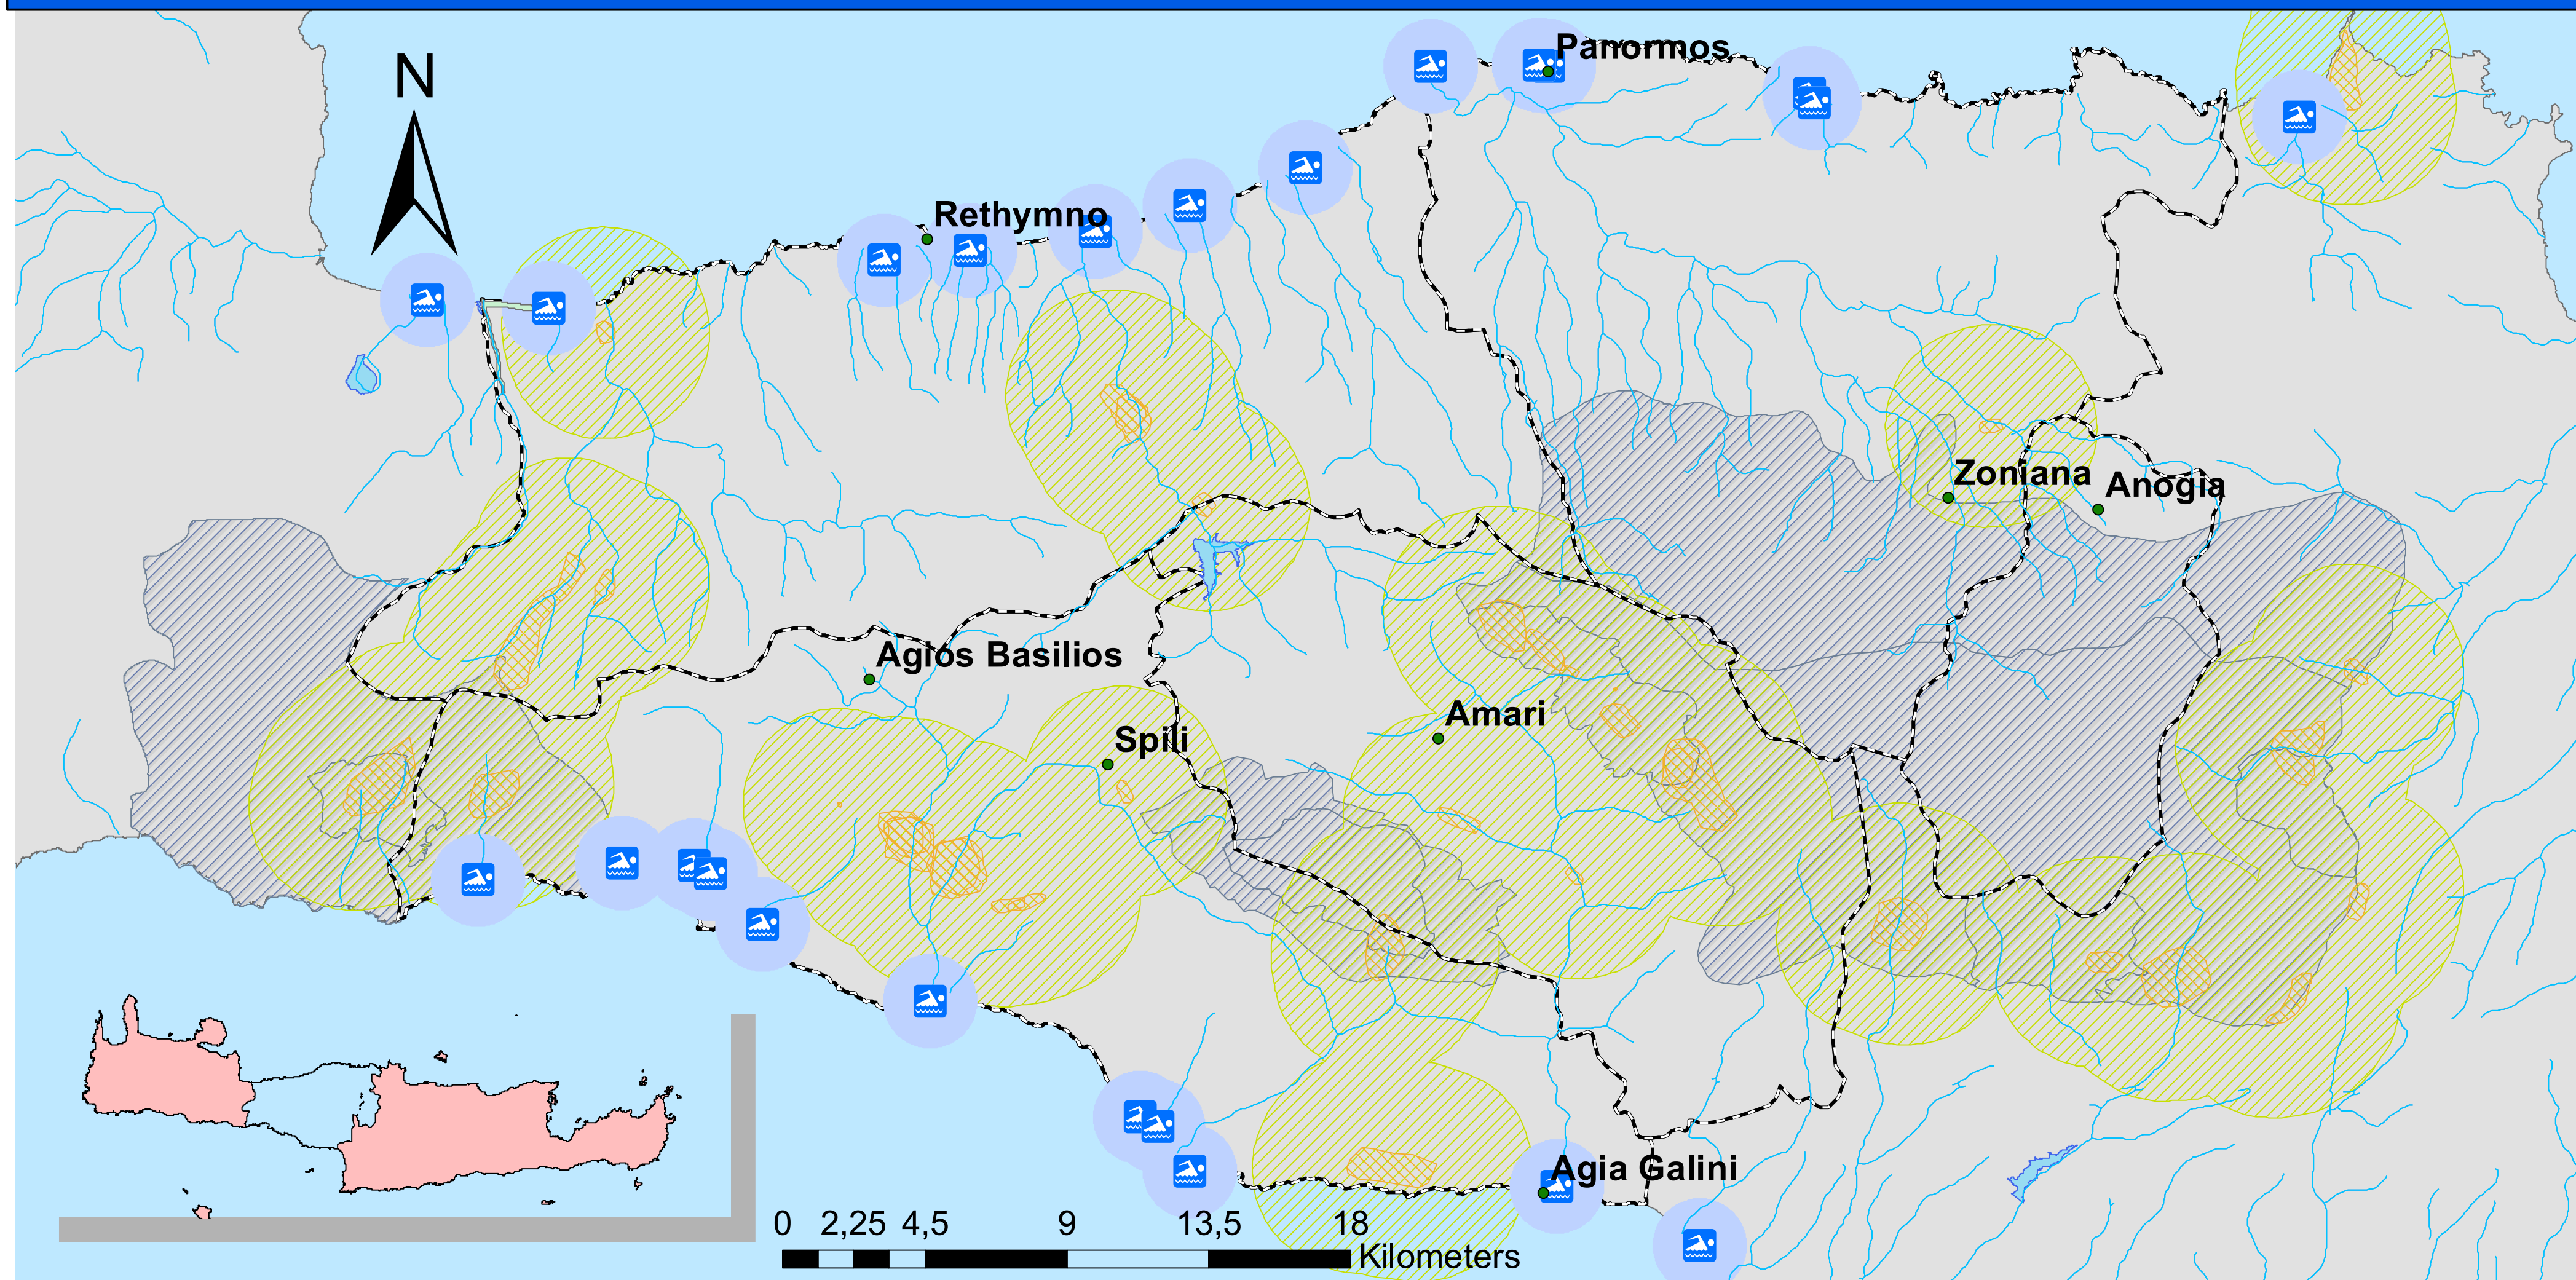 N
Panormos
Rethymno
Zoniana
Anogia
Agios Basilios
Amari
Spili
Agia Galini
0 2,25 4,5 9 13,5 18
Kilometers